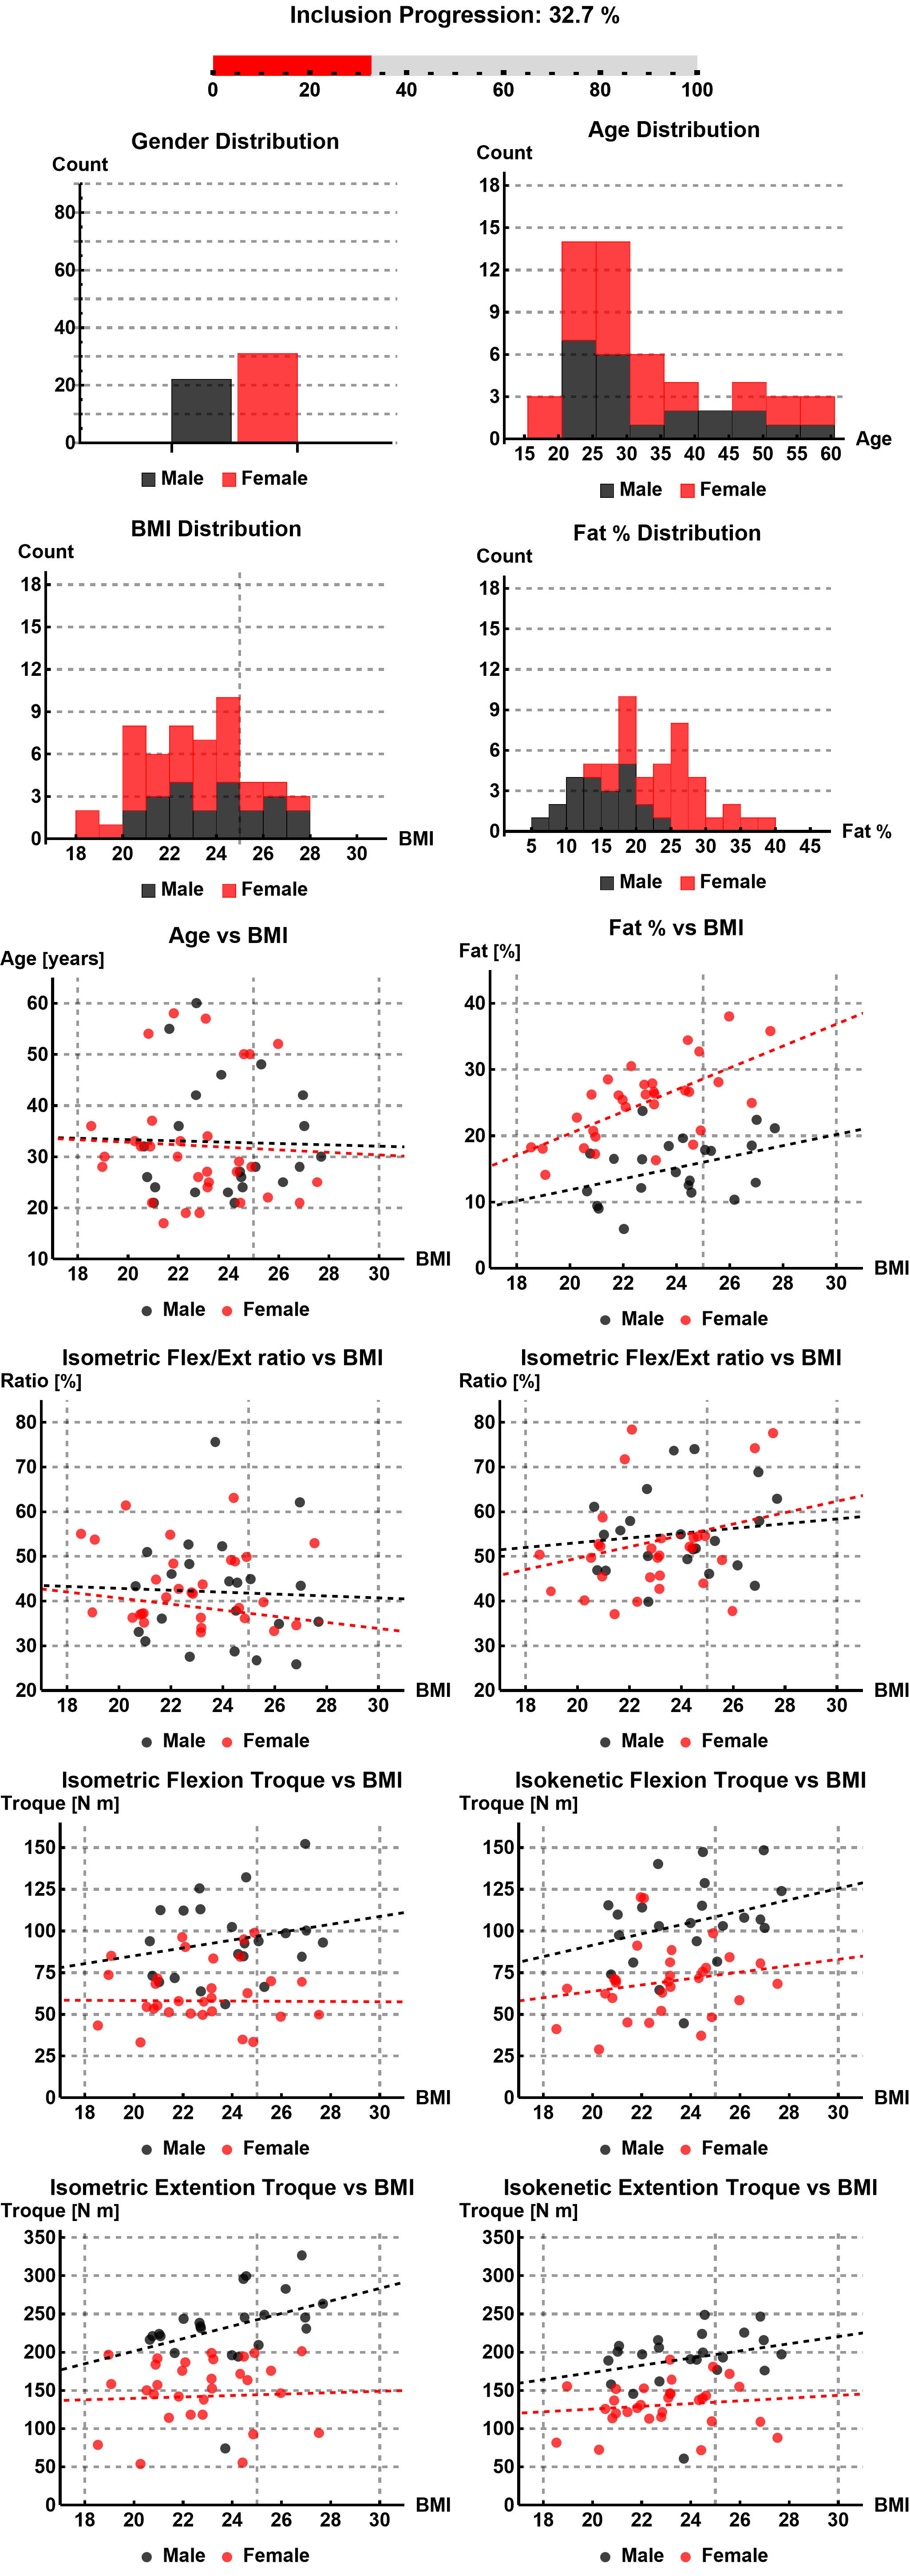 Inclusion Progression: 32.7 %
0 20 40 60 80 100
Gender Distribution
Count
80
60
40
20
0
Male Female
Age Distribution
Count
18
15
12
9
6
3
0
15 20 25 30 35 40 45 50 55 60 Age
Male Female
BMI Distribution
Count
18
15
12
9
6
3
0
18 20 22 24 26 28 30 BMI
Male Female
Fat % Distribution
Count
18
15
12
9
6
3
0
5 10 15 20 25 30 35 40 45 Fat %
Male Female
Age vs BMI
Age [years]
60
50
40
30
20
10
18 20 22 24 26 28 30 BMI
Male Female
Fat % vs BMI
Fat [%]
40
30
20
10
0
18 20 22 24 26 28 30 BMI
Male Female
Isometric Flex/Ext ratio vs BMI
Ratio [%]
80
70
60
50
40
30
20
18 20 22 24 26 28 30 BMI
Male Female
Isometric Flex/Ext ratio vs BMI
Ratio [%]
80
70
60
50
40
30
20
18 20 22 24 26 28 30 BMI
Male Female
Isometric Flexion Troque vs BMI
Troque [N m]
150
125
100
75
50
25
0
18 20 22 24 26 28 30 BMI
Male Female
Isokenetic Flexion Troque vs BMI
Troque [N m]
150
125
100
75
50
25
0
18 20 22 24 26 28 30 BMI
Male Female
Isometric Extention Troque vs BMI
Troque [N m]
350
300
250
200
150
100
50
0
18 20 22 24 26 28 30 BMI
Male Female
Isokenetic Extention Troque vs BMI
Troque [N m]
350
300
250
200
150
100
50
0
18 20 22 24 26 28 30 BMI
Male Female